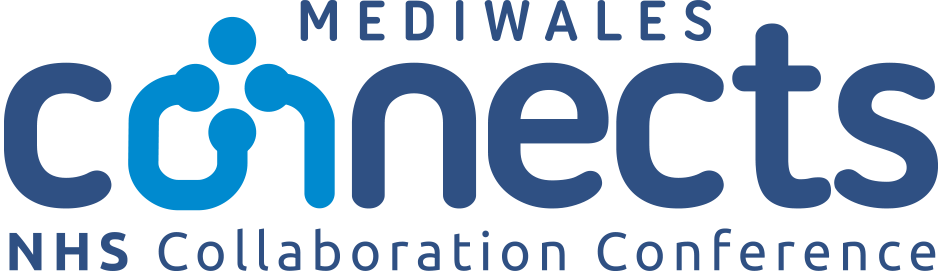 MEDIWALES
connects
NHS Collaboration Conference